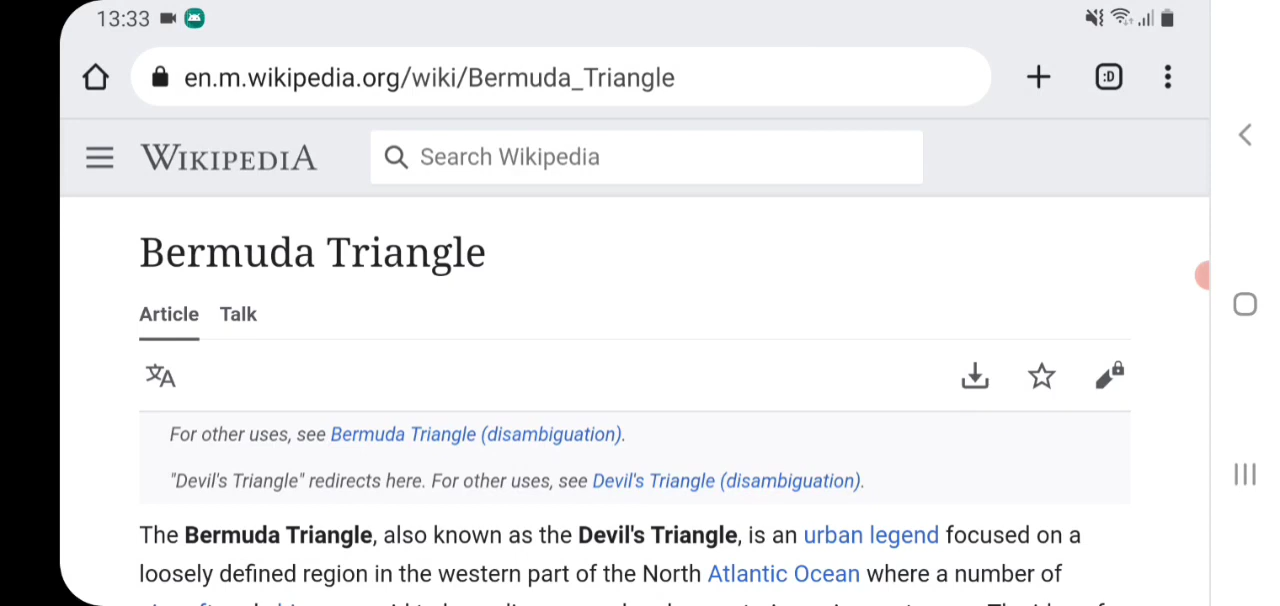 13:33
en.m.wikipedia.org/wiki/Bermuda_Triangle
:D
WIKIPEDIA
Search Wikipedia
Bermuda Triangle
Article Talk
For other uses, see Bermuda Triangle (disambiguation).
"Devil's Triangle" redirects here. For other uses, see Devil's Triangle (disambiguation).
The Bermuda Triangle, also known as the Devil's Triangle, is an urban legend focused on a
loosely defined region in the western part of the North Atlantic Ocean where a number of